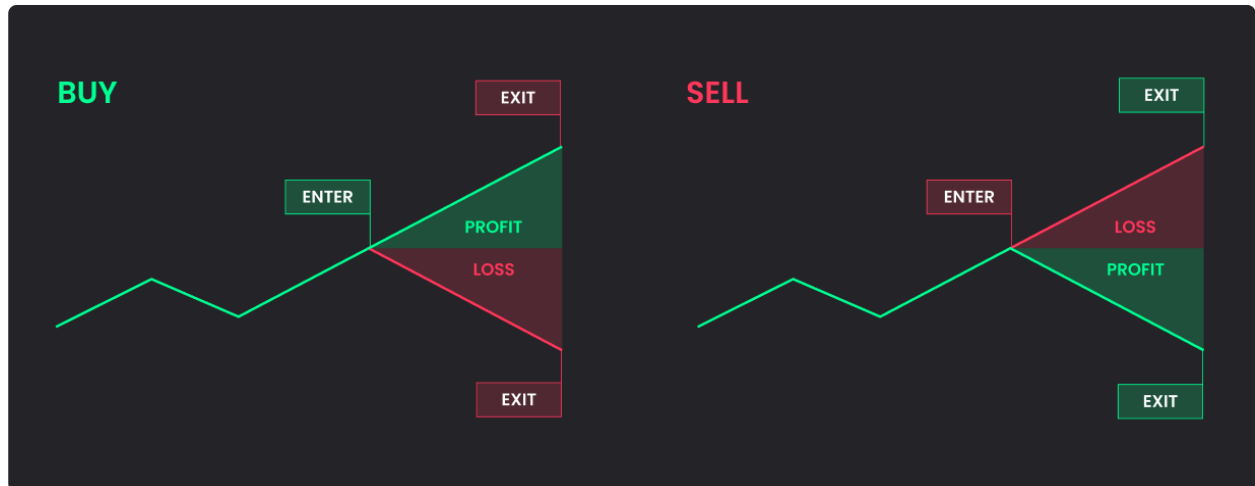 BUY
EXIT
ENTER
PROFIT
LOSS
EXIT
SELL
EXIT
ENTER
LOSS
PROFIT
EXIT